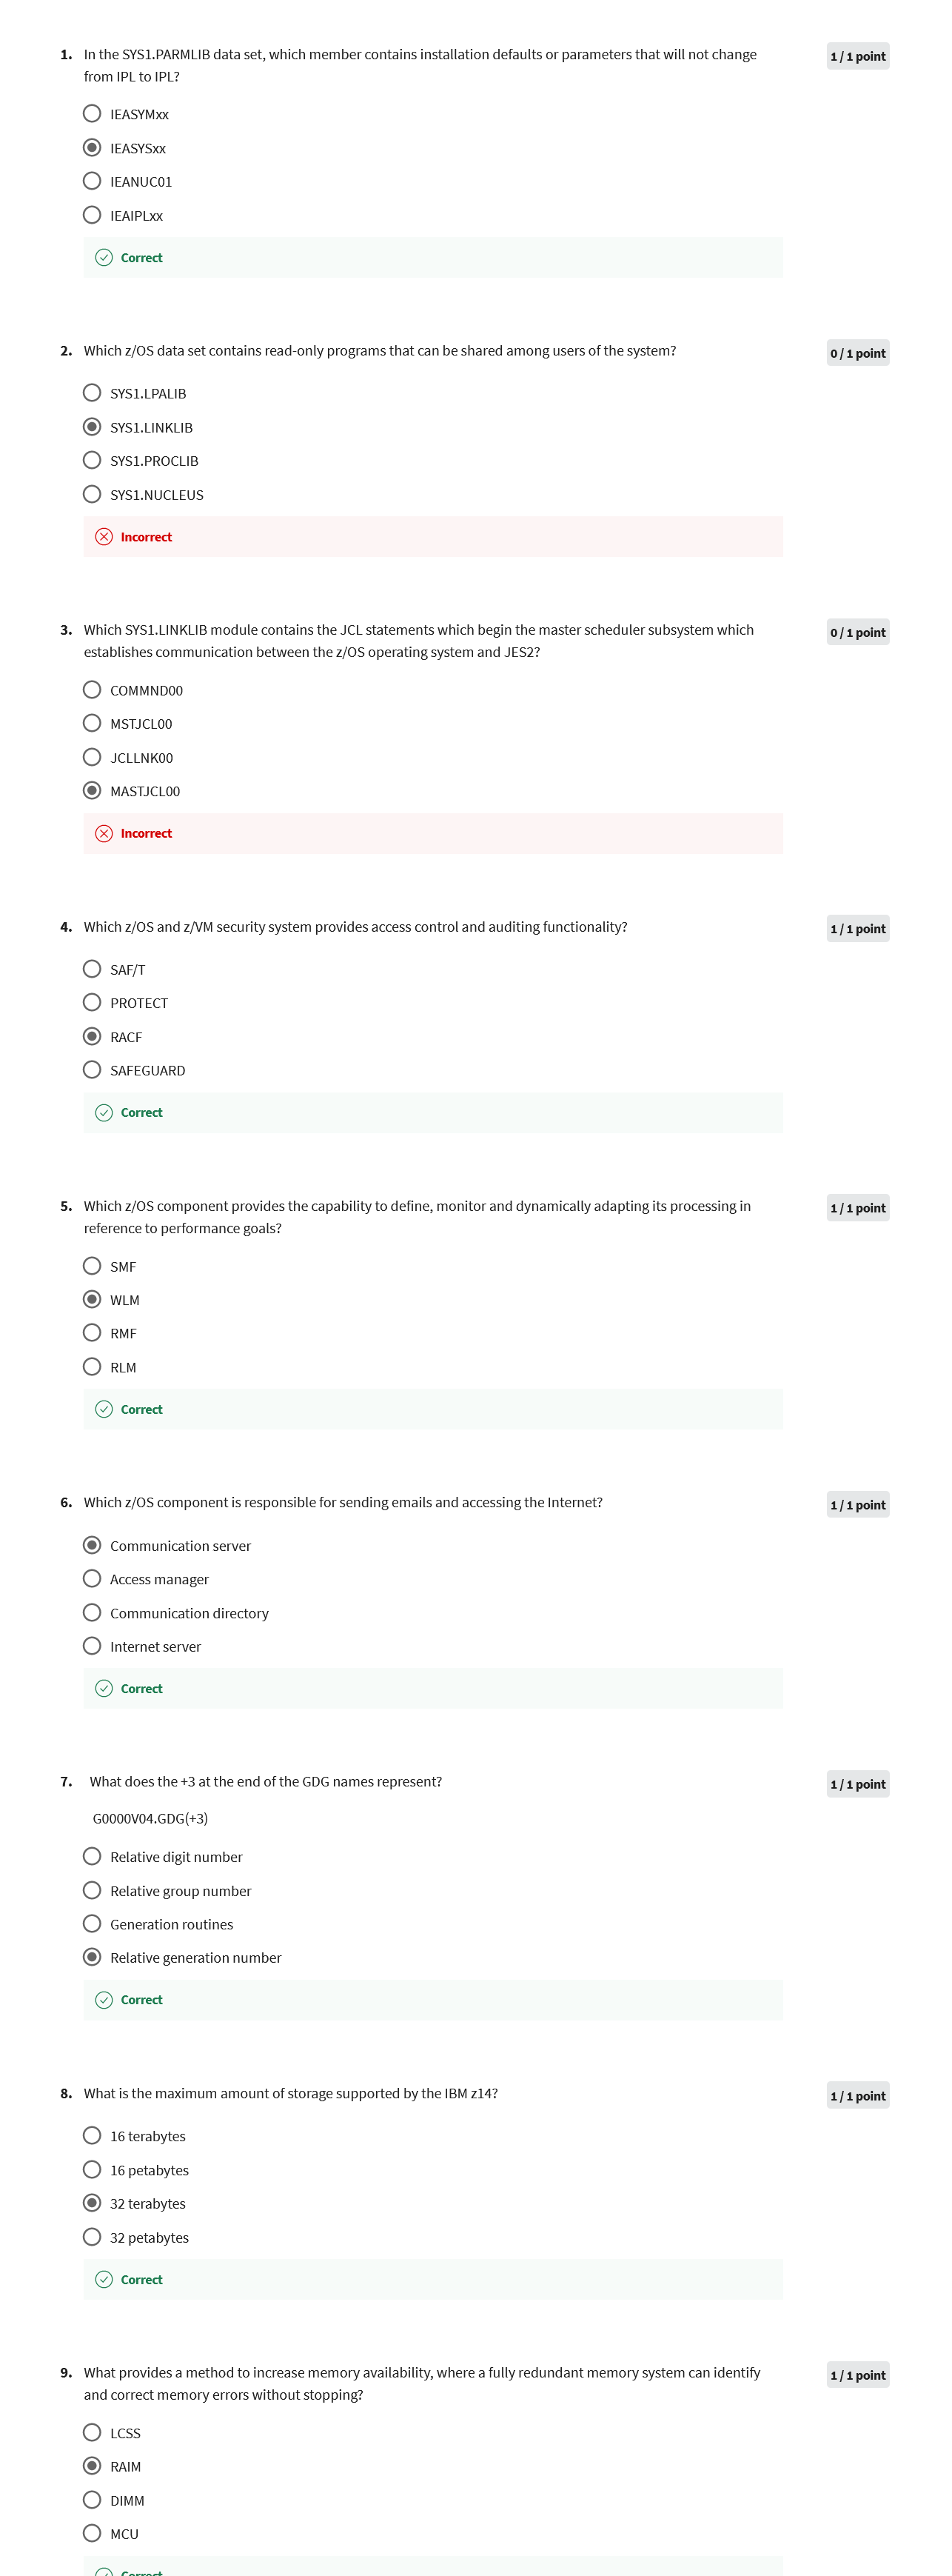 1. In the SYS1.PARMLIB data set, which member contains installation defaults or parameters that will not change
from IPL to IPL?
1 / 1 point
IEASYMxx
IEASYSxx
IEANUC01
IEAIPLxx
Correct
2. Which z/OS data set contains read-only programs that can be shared among users of the system?
0 / 1 point
SYS1.LPALIB
SYS1.LINKLIB
SYS1.PROCLIB
SYS1.NUCLEUS
Incorrect
3. Which SYS1.LINKLIB module contains the JCL statements which begin the master scheduler subsystem which
establishes communication between the z/OS operating system and JES2?
0 / 1 point
COMMND00
MSTJCL00
JCLLNK00
MASTJCL00
Incorrect
4. Which z/OS and z/VM security system provides access control and auditing functionality?
1 / 1 point
SAF/T
PROTECT
RACF
SAFEGUARD
Correct
5. Which z/OS component provides the capability to define, monitor and dynamically adapting its processing in
reference to performance goals?
1 / 1 point
SMF
WLM
RMF
RLM
Correct
6. Which z/OS component is responsible for sending emails and accessing the Internet?
1 / 1 point
Communication server
Access manager
Communication directory
Internet server
Correct
7. What does the +3 at the end of the GDG names represent?
1 / 1 point
G0000V04.GDG(+3)
Relative digit number
Relative group number
Generation routines
Relative generation number
Correct
8. What is the maximum amount of storage supported by the IBM z14?
1 / 1 point
16 terabytes
16 petabytes
32 terabytes
32 petabytes
Correct
9. What provides a method to increase memory availability, where a fully redundant memory system can identify
and correct memory errors without stopping?
1 / 1 point
LCSS
RAIM
DIMM
MCU
Correct